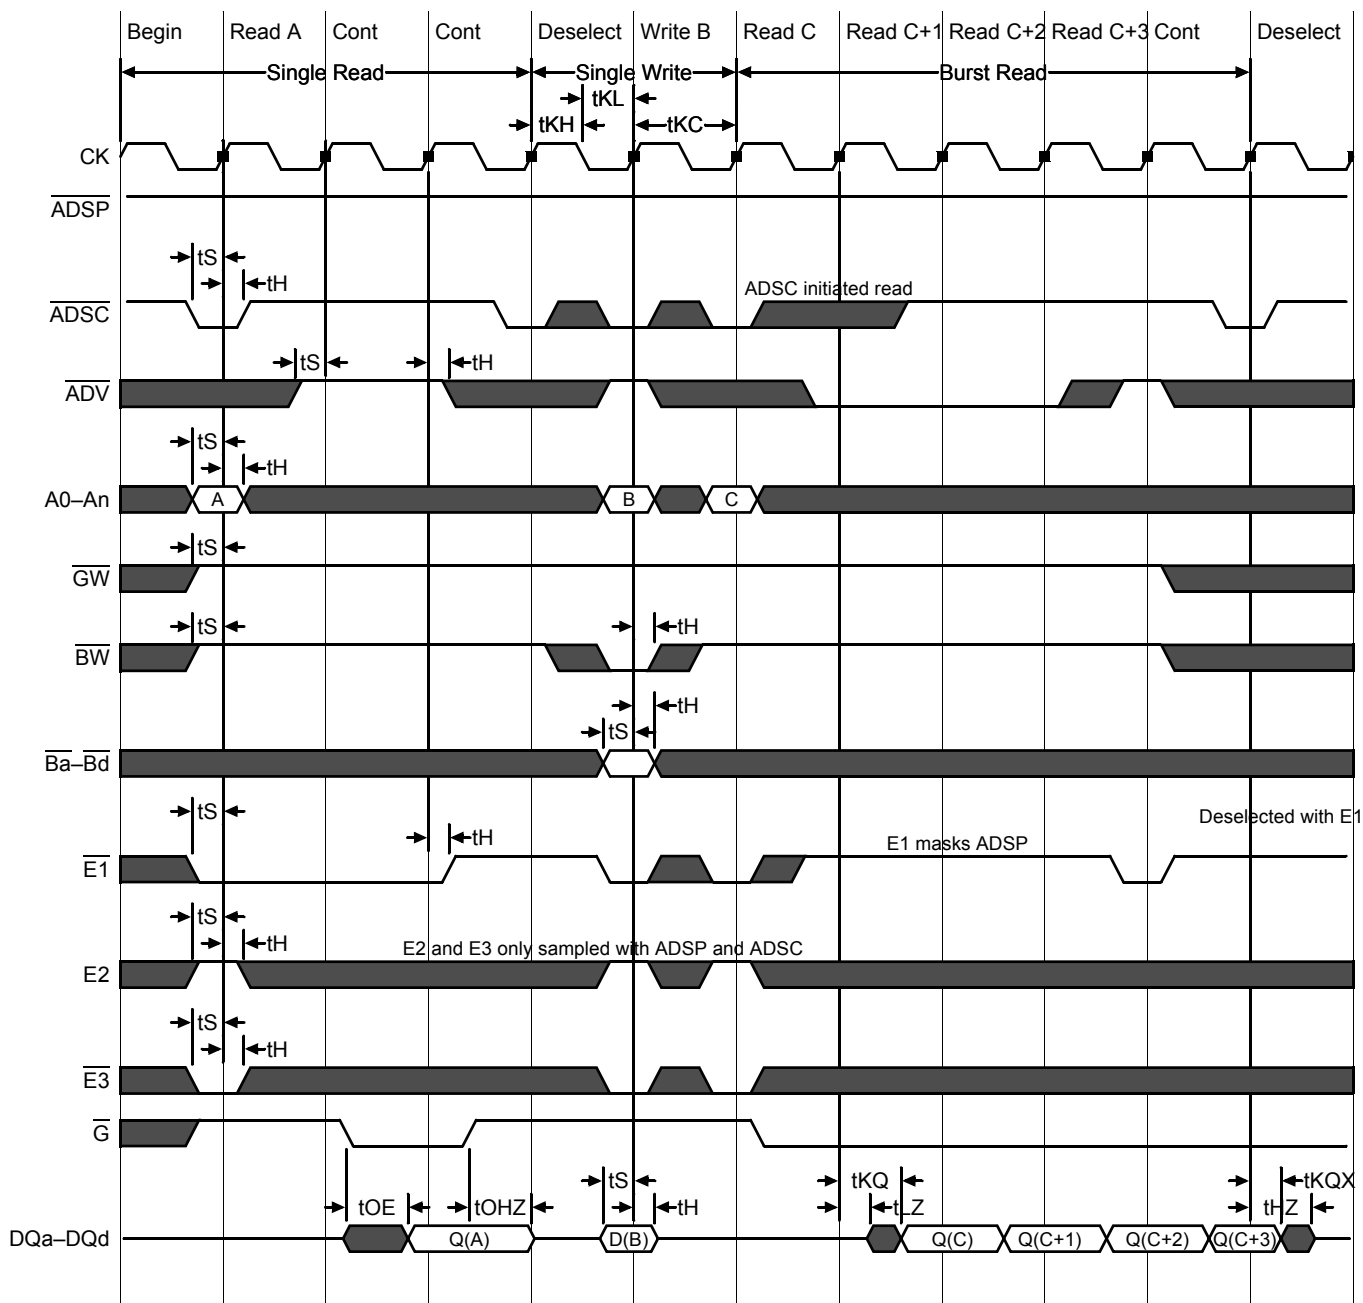 Begin Read A Cont Cont Deselect Write B Read C Read C+1 Read C+2 Read C+3 Cont Deselect
Single Read Single Write Burst Read
tKL
tKH tKC
CK
ADSP
tS
tH
ADSC initiated read
ADSC
tS tH
ADV
tS
tH
A0–An A B C
tS
GW
tS tH
BW
tH
tS
Ba–Bd
tS
Deselected with E1
tH
E1 masks ADSP
E1
tS
tH
E2 and E3 only sampled with ADSP and ADSC
E2
tS
tH
E3
G
tS tKQ tKQX
tOE tOHZ tH tLZ tHZ
DQa–DQd Q(A) D(B) Q(C) Q(C+1) Q(C+2) Q(C+3)